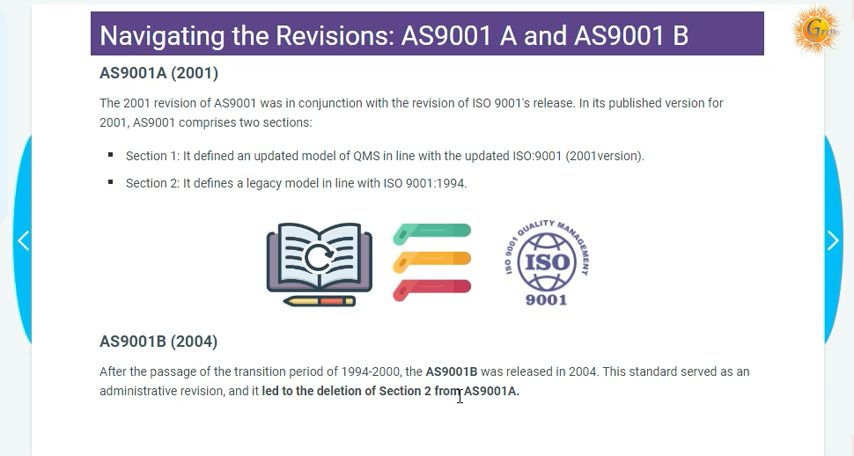 Navigating the Revisions: AS9001 A and AS9001 B
AS9001A (2001)
The 2001 revision of AS9001 was in conjunction with the revision of ISO 9001's release. In its published version for
2001, AS9001 comprises two sections:
Section 1: It defined an updated model of QMS in line with the updated ISO:9001 (2001version).
Section 2: It defines a legacy model in line with ISO 9001:1994.
ISO 9001 QUALITY MANAGEMENT
ISO
9001
AS9001B (2004)
After the passage of the transition period of 1994-2000, the AS9001B was released in 2004. This standard served as an
administrative revision, and it led to the deletion of Section 2 from AS9001A.